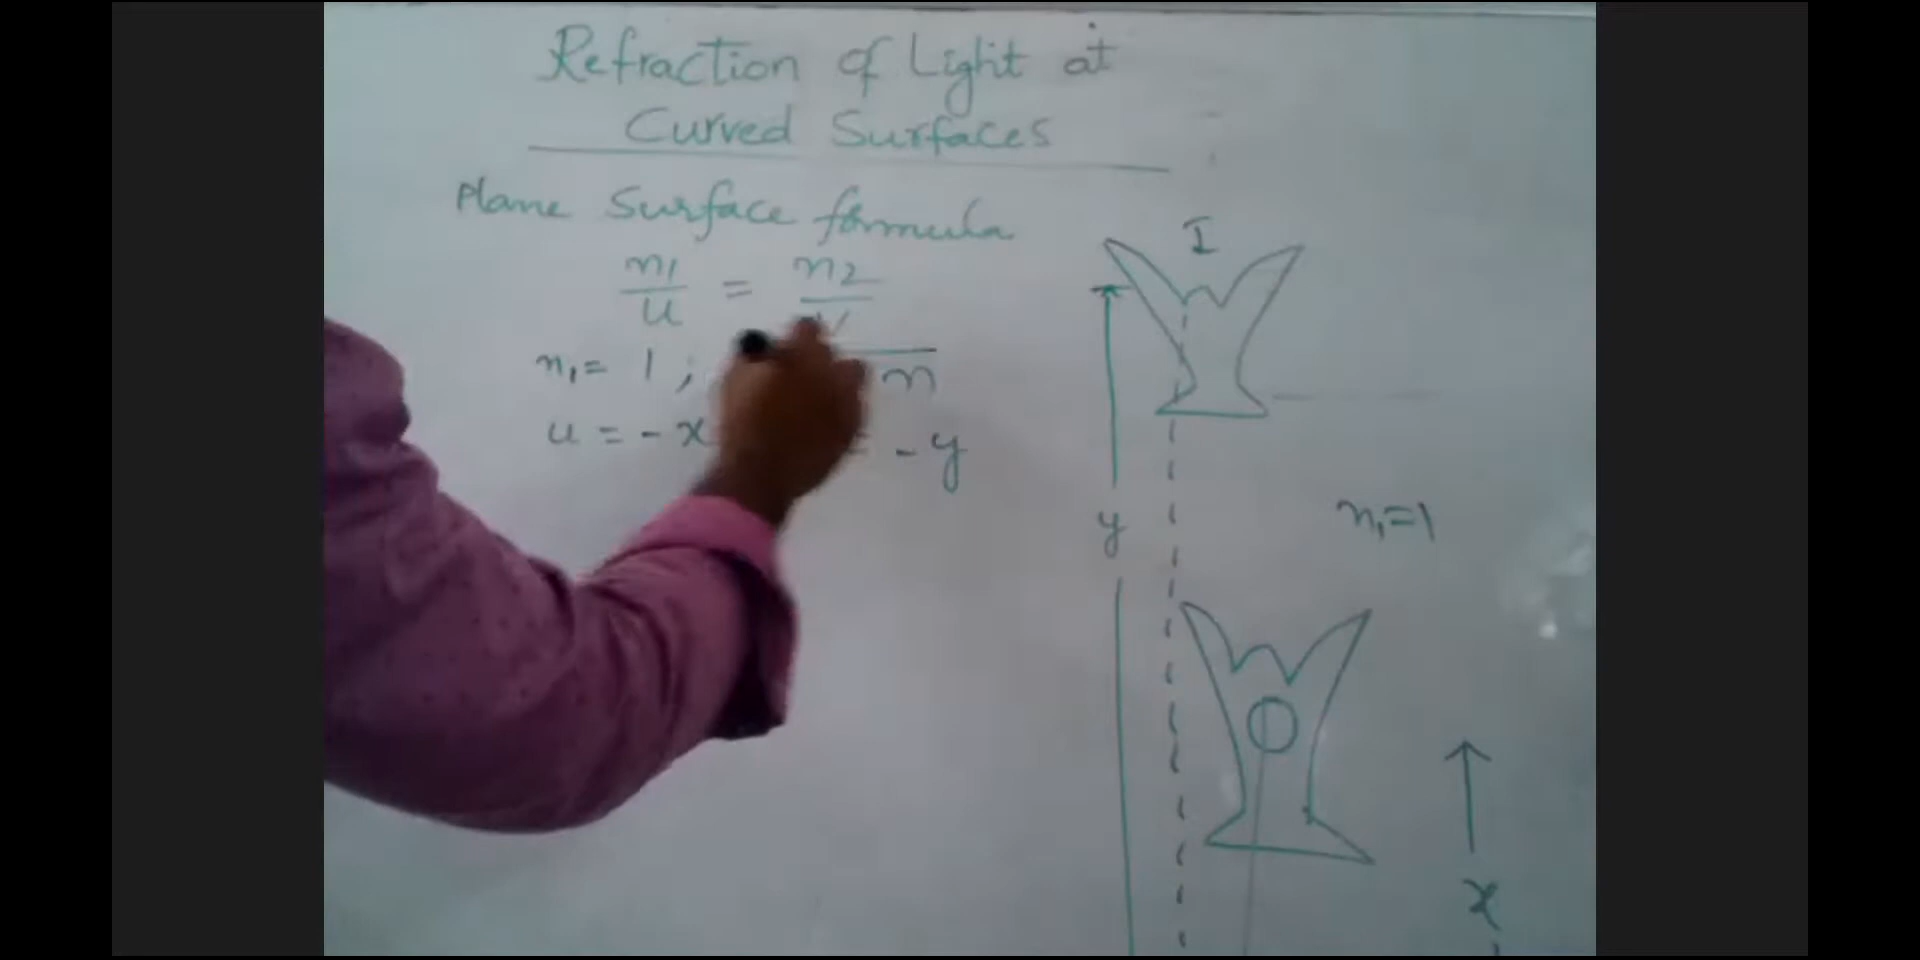 Refraction of Light at
Curved Surfaces
Plane Surface formula
n1/u = n2/v
n1 = 1 ; n
u = - x = - y
I
y
n1=1
x